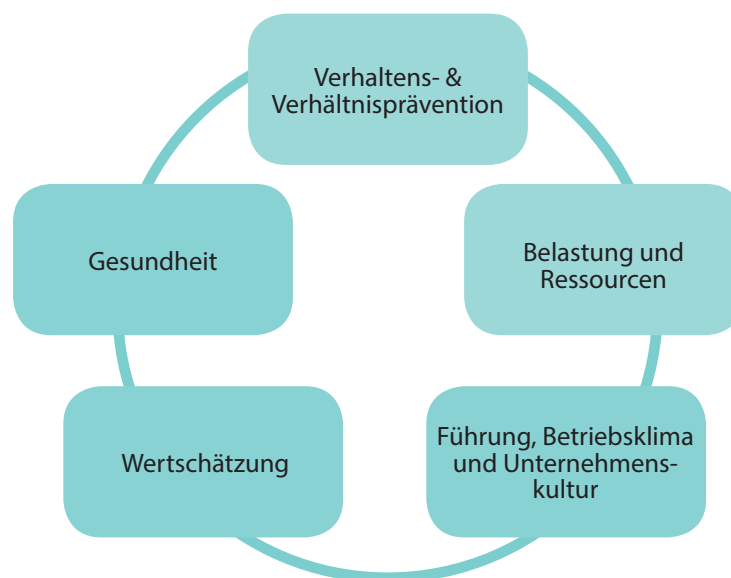 Verhaltens- &
Verhältnisprävention
Gesundheit
Belastung und
Ressourcen
Wertschätzung
Führung, Betriebsklima
und Unternehmens-
kultur